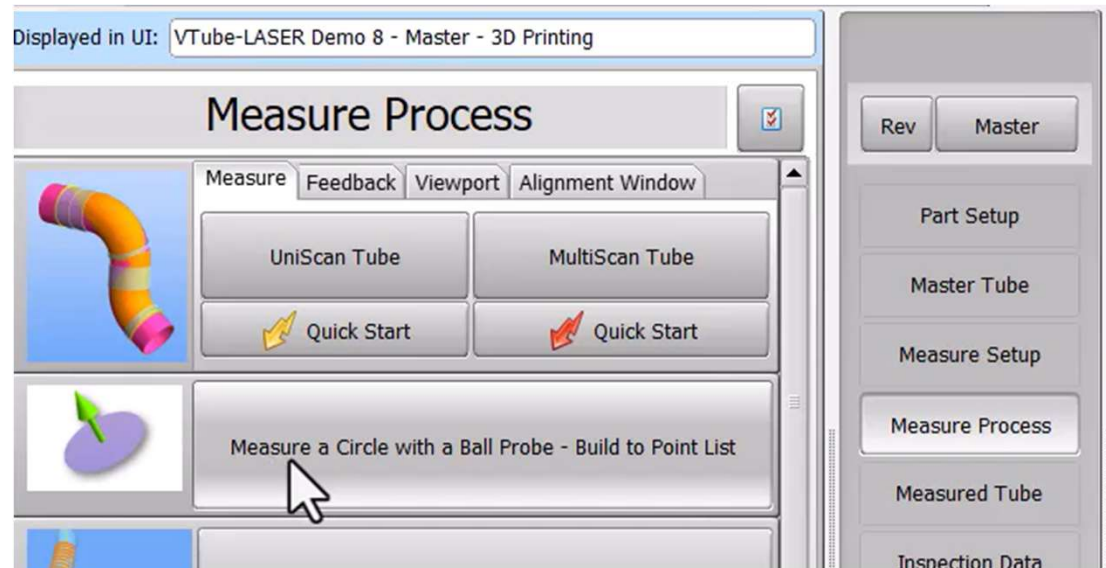 Displayed in UI: VTube-LASER Demo 8 - Master - 3D Printing
Measure Process
Rev Master
Measure Feedback Viewport Alignment Window
UniScan Tube MultiScan Tube
Quick Start Quick Start
Measure a Circle with a Ball Probe - Build to Point List
Part Setup
Master Tube
Measure Setup
Measure Process
Measured Tube
Inspection Data